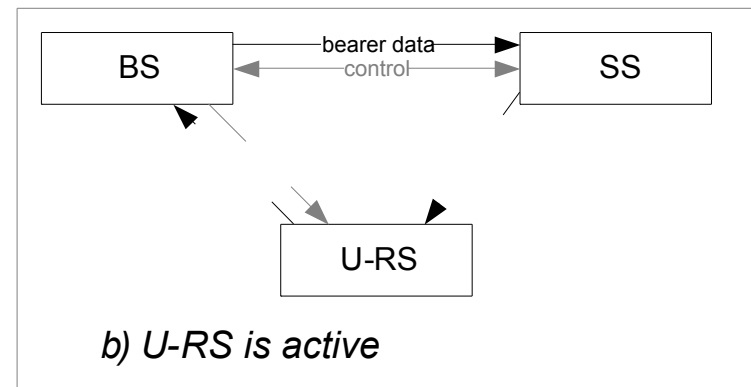 bearer data
BS
SS
control
U-RS
b) U-RS is active